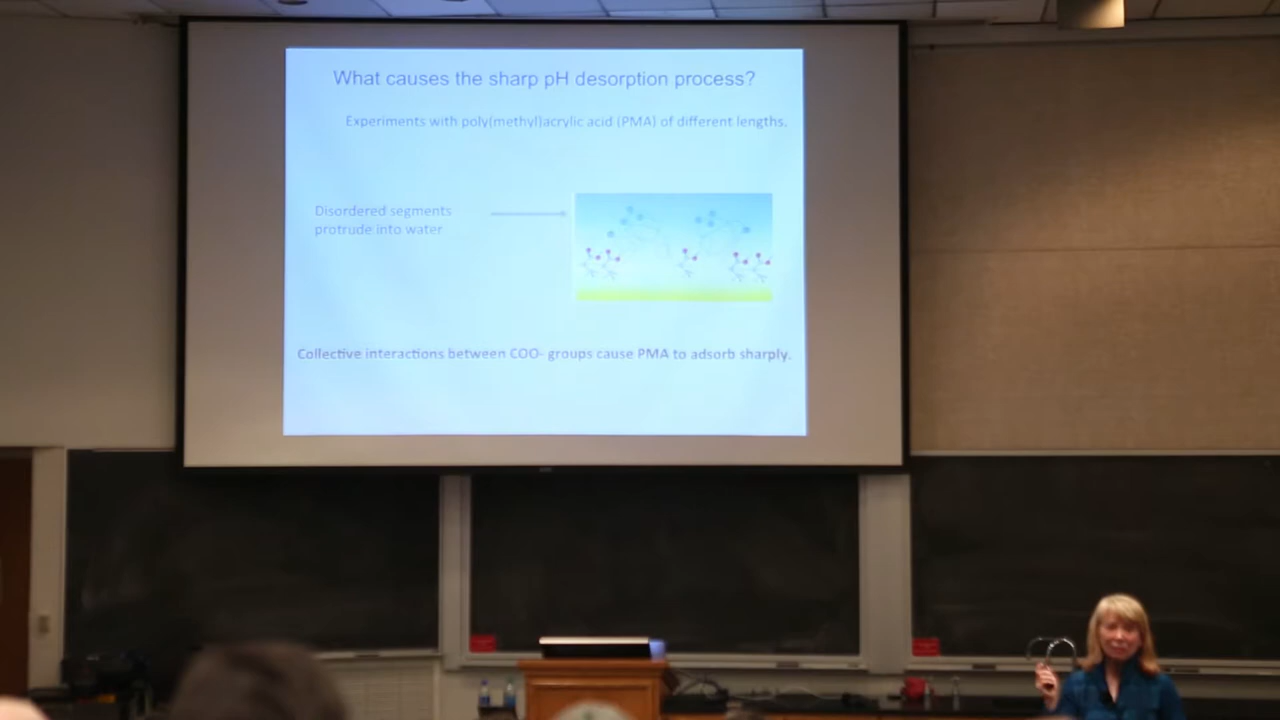 What causes the sharp pH desorption process?
Experiments with poly(methyl)acrylic acid (PMA) of different lengths.
Disordered segments
protrude into water
Collective interactions between COO- groups cause PMA to adsorb sharply.